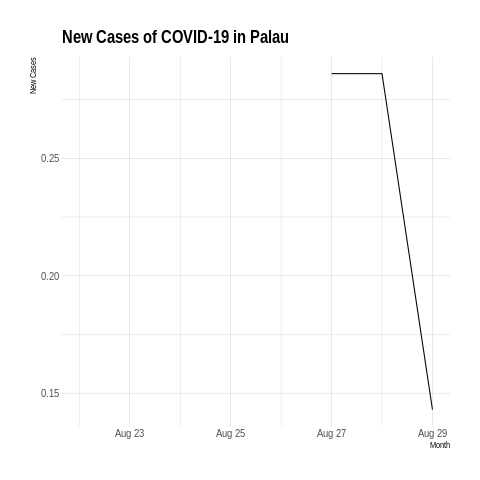 New Cases of COVID-19 in Palau
New Cases
0.25
0.20
0.15
Aug 23 Aug 25 Aug 27 Aug 29
Month